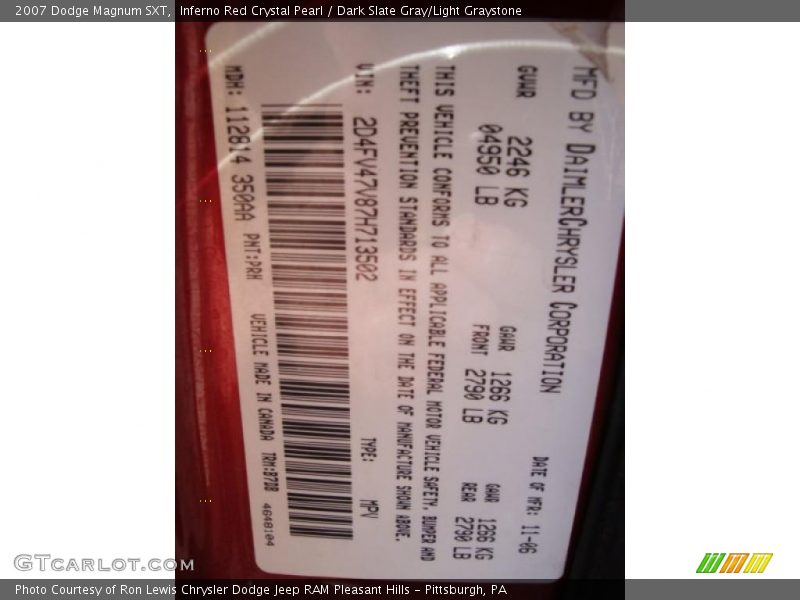 2007 Dodge Magnum SXT, Inferno Red Crystal Pearl / Dark Slate Gray/Light Graystone
MFD BY DAIMLERCHRYSLER CORPORATION
DATE OF MFR: 11-06
GVWR
2246 KG
04950 LB
GAWR FRONT
1266 KG
2790 LB
GAWR REAR
1266 KG
2790 LB
THIS VEHICLE CONFORMS TO ALL APPLICABLE FEDERAL MOTOR VEHICLE SAFETY, BUMPER AND
THEFT PREVENTION STANDARDS IN EFFECT ON THE DATE OF MANUFACTURE SHOWN ABOVE.
VIN: 2D4FV47V87H713502
TYPE: MPV
MDH: 112814 350AA
PNT:PRH
VEHICLE MADE IN CANADA
TRM:B7DB
4648104
GTCarLot.com
Photo Courtesy of Ron Lewis Chrysler Dodge Jeep RAM Pleasant Hills - Pittsburgh, PA